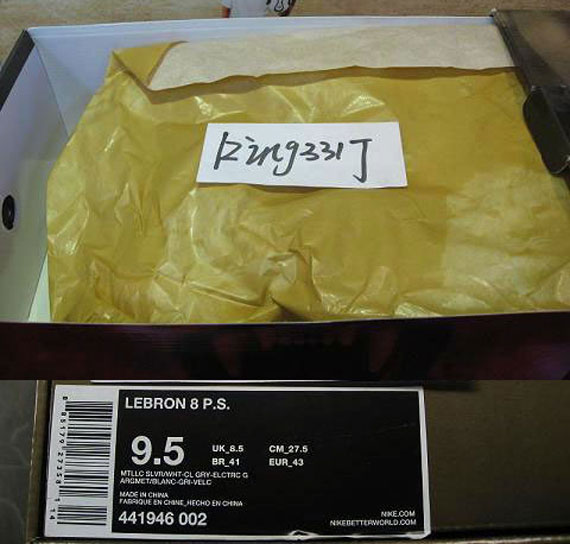 King331J
LEBRON 8 P.S.
9.5
UK_8.5 CM_27.5
BR_41 EUR_43
MTLLC SLVR/WHT-CL GRY-ELCTRC G
ARGMET/BLANC-GRI-VELC
MADE IN CHINA
FABRIQUE EN CHINE_HECHO EN CHINA
441946 002
NIKE.COM
NIKEBETTERWORLD.COM